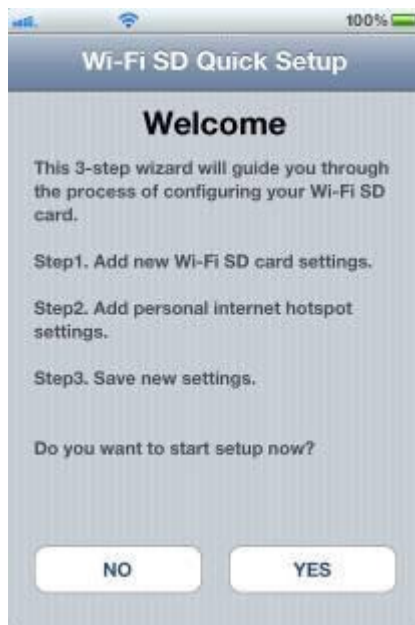 100%
Wi-Fi SD Quick Setup
Welcome
This 3-step wizard will guide you through
the process of configuring your Wi-Fi SD
card.
Step1. Add new Wi-Fi SD card settings.
Step2. Add personal internet hotspot
settings.
Step3. Save new settings.
Do you want to start setup now?
NO
YES